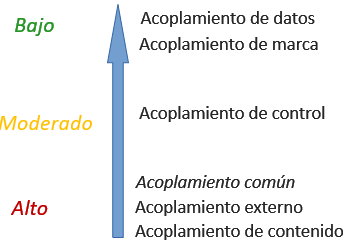 Bajo
Acoplamiento de datos
Acoplamiento de marca
Moderado
Acoplamiento de control
Acoplamiento común
Alto
Acoplamiento externo
Acoplamiento de contenido